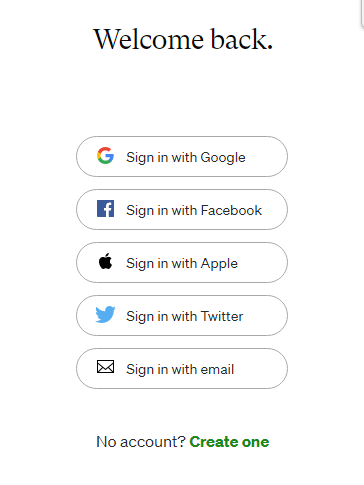 Welcome back.
Sign in with Google
Sign in with Facebook
Sign in with Apple
Sign in with Twitter
Sign in with email
No account? Create one